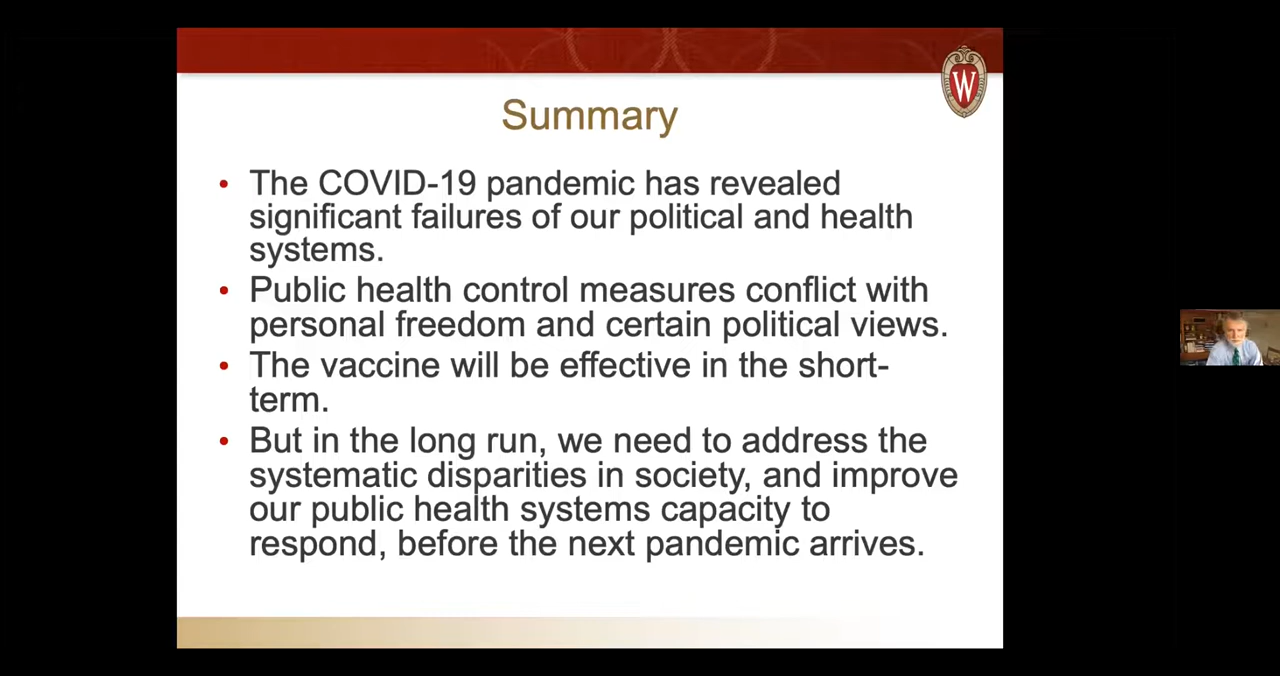 W
Summary
• The COVID-19 pandemic has revealed
significant failures of our political and health
systems.
• Public health control measures conflict with
personal freedom and certain political views.
• The vaccine will be effective in the short-
term.
• But in the long run, we need to address the
systematic disparities in society, and improve
our public health systems capacity to
respond, before the next pandemic arrives.